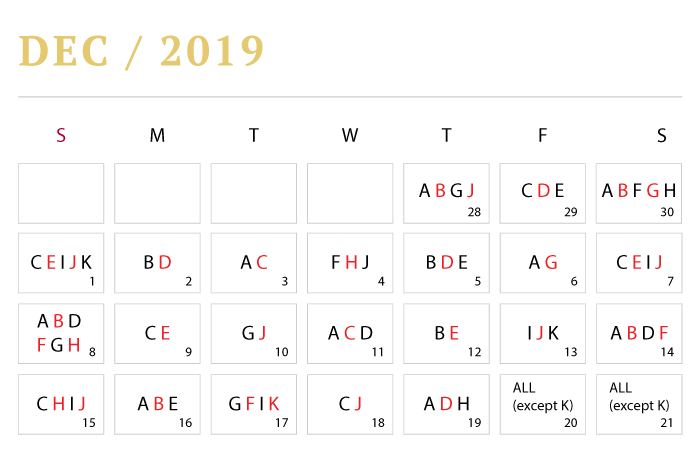 DEC / 2019
S M T W T F S
A B G J
28
C D E
29
A B F G H
30
C E I J K
1
B D
2
A C
3
F H J
4
B D E
5
A G
6
C E I J
7
A B D
F G H
8
C E
9
G J
10
A C D
11
B E
12
I J K
13
A B D F
14
C H I J
15
A B E
16
G F I K
17
C J
18
A D H
19
ALL
(except K)
20
ALL
(except K)
21